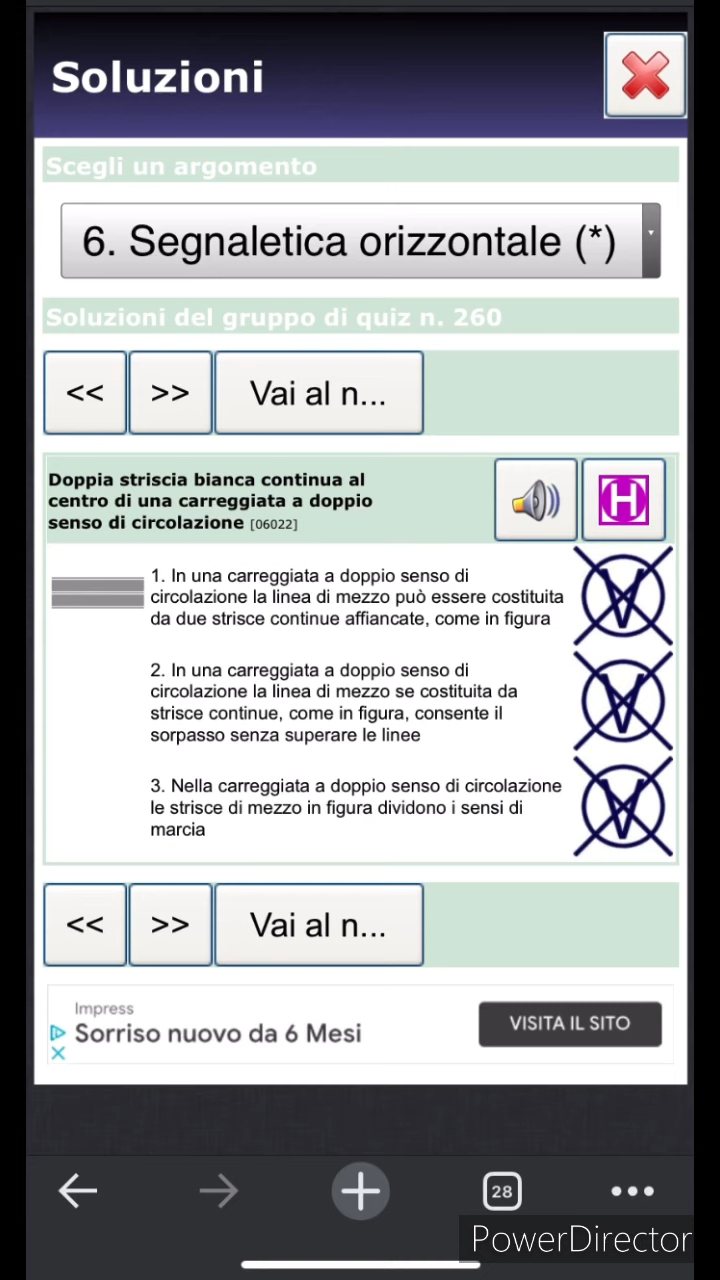 Soluzioni
Scegli un argomento
6. Segnaletica orizzontale (*)
Soluzioni del gruppo di quiz n. 260
<< >> Vai al n...
Doppia striscia bianca continua al
centro di una carreggiata a doppio
senso di circolazione [06022]
H
1. In una carreggiata a doppio senso di
circolazione la linea di mezzo può essere costituita
da due strisce continue affiancate, come in figura
V
2. In una carreggiata a doppio senso di
circolazione la linea di mezzo se costituita da
strisce continue, come in figura, consente il
sorpasso senza superare le linee
V
3. Nella carreggiata a doppio senso di circolazione
le strisce di mezzo in figura dividono i sensi di
marcia
V
<< >> Vai al n...
Impress
Sorriso nuovo da 6 Mesi
VISITA IL SITO
28
PowerDirector